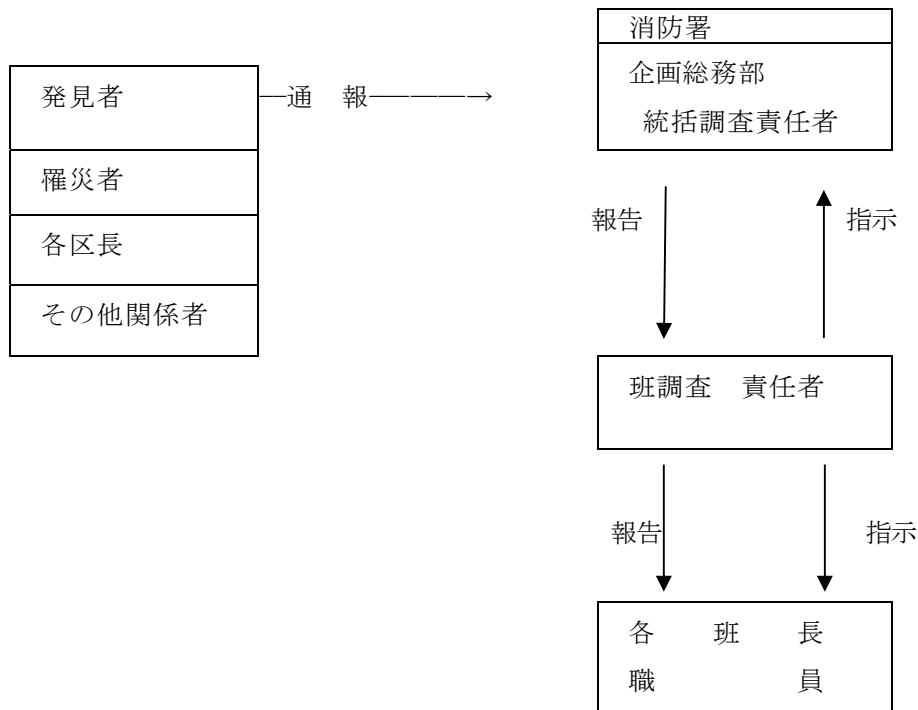 発見者
罹災者
各区長
その他関係者
通　報
消防署
企画総務部
統括調査責任者
報告
指示
班調査　責任者
報告
指示
各　班　長
職　　　員